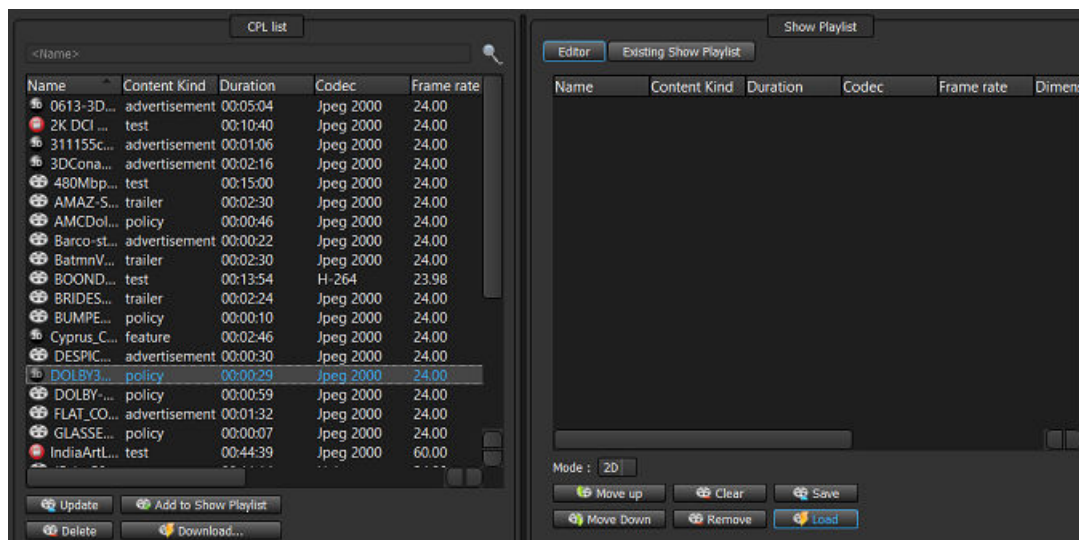 CPL list
<Name>
Name Content Kind Duration Codec Frame rate
0613-3D... advertisement 00:05:04 Jpeg 2000 24.00
2K DCI ... test 00:10:40 Jpeg 2000 24.00
311155c... advertisement 00:01:06 Jpeg 2000 24.00
3DCona... advertisement 00:02:16 Jpeg 2000 24.00
480Mbp... test 00:15:00 Jpeg 2000 24.00
AMAZ-S... trailer 00:02:30 Jpeg 2000 24.00
AMCDol... policy 00:00:46 Jpeg 2000 24.00
Barco-st... advertisement 00:00:22 Jpeg 2000 24.00
BatmnV... trailer 00:02:30 Jpeg 2000 24.00
BOOND... test 00:13:54 H-264 23.98
BRIDES... trailer 00:02:24 Jpeg 2000 24.00
BUMPE... policy 00:00:10 Jpeg 2000 24.00
Cyprus_C... feature 00:02:46 Jpeg 2000 24.00
DESPIC... advertisement 00:00:30 Jpeg 2000 24.00
DOLBY3... policy 00:00:29 Jpeg 2000 24.00
DOLBY-... policy 00:00:59 Jpeg 2000 24.00
FLAT_CO... advertisement 00:01:32 Jpeg 2000 24.00
GLASSE... policy 00:00:07 Jpeg 2000 24.00
IndiaArtL... test 00:44:39 Jpeg 2000 60.00
Update Add to Show Playlist
Delete Download...
Show Playlist
Editor Existing Show Playlist
Name Content Kind Duration Codec Frame rate Dimens
Mode : 2D
Move up Clear Save
Move Down Remove Load